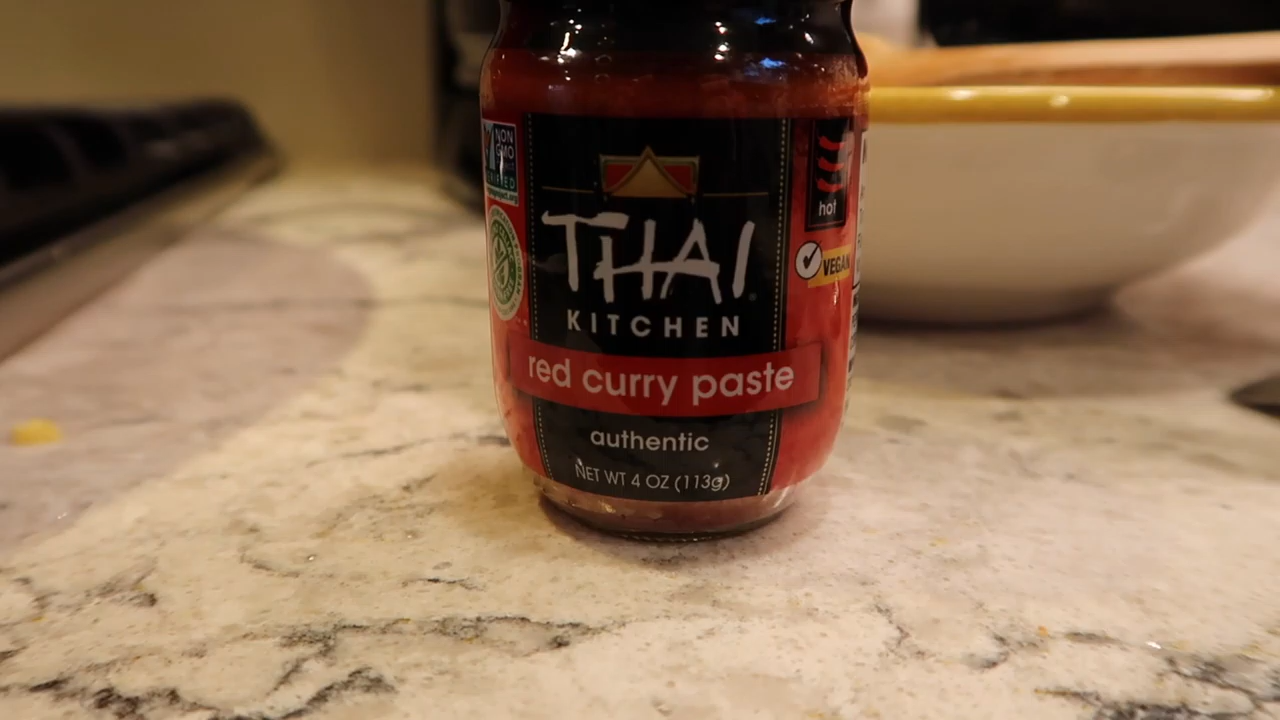 NON
GMO
hot
THAI
VEGAN
KITCHEN
red curry paste
authentic
NET WT 4 OZ (113g)